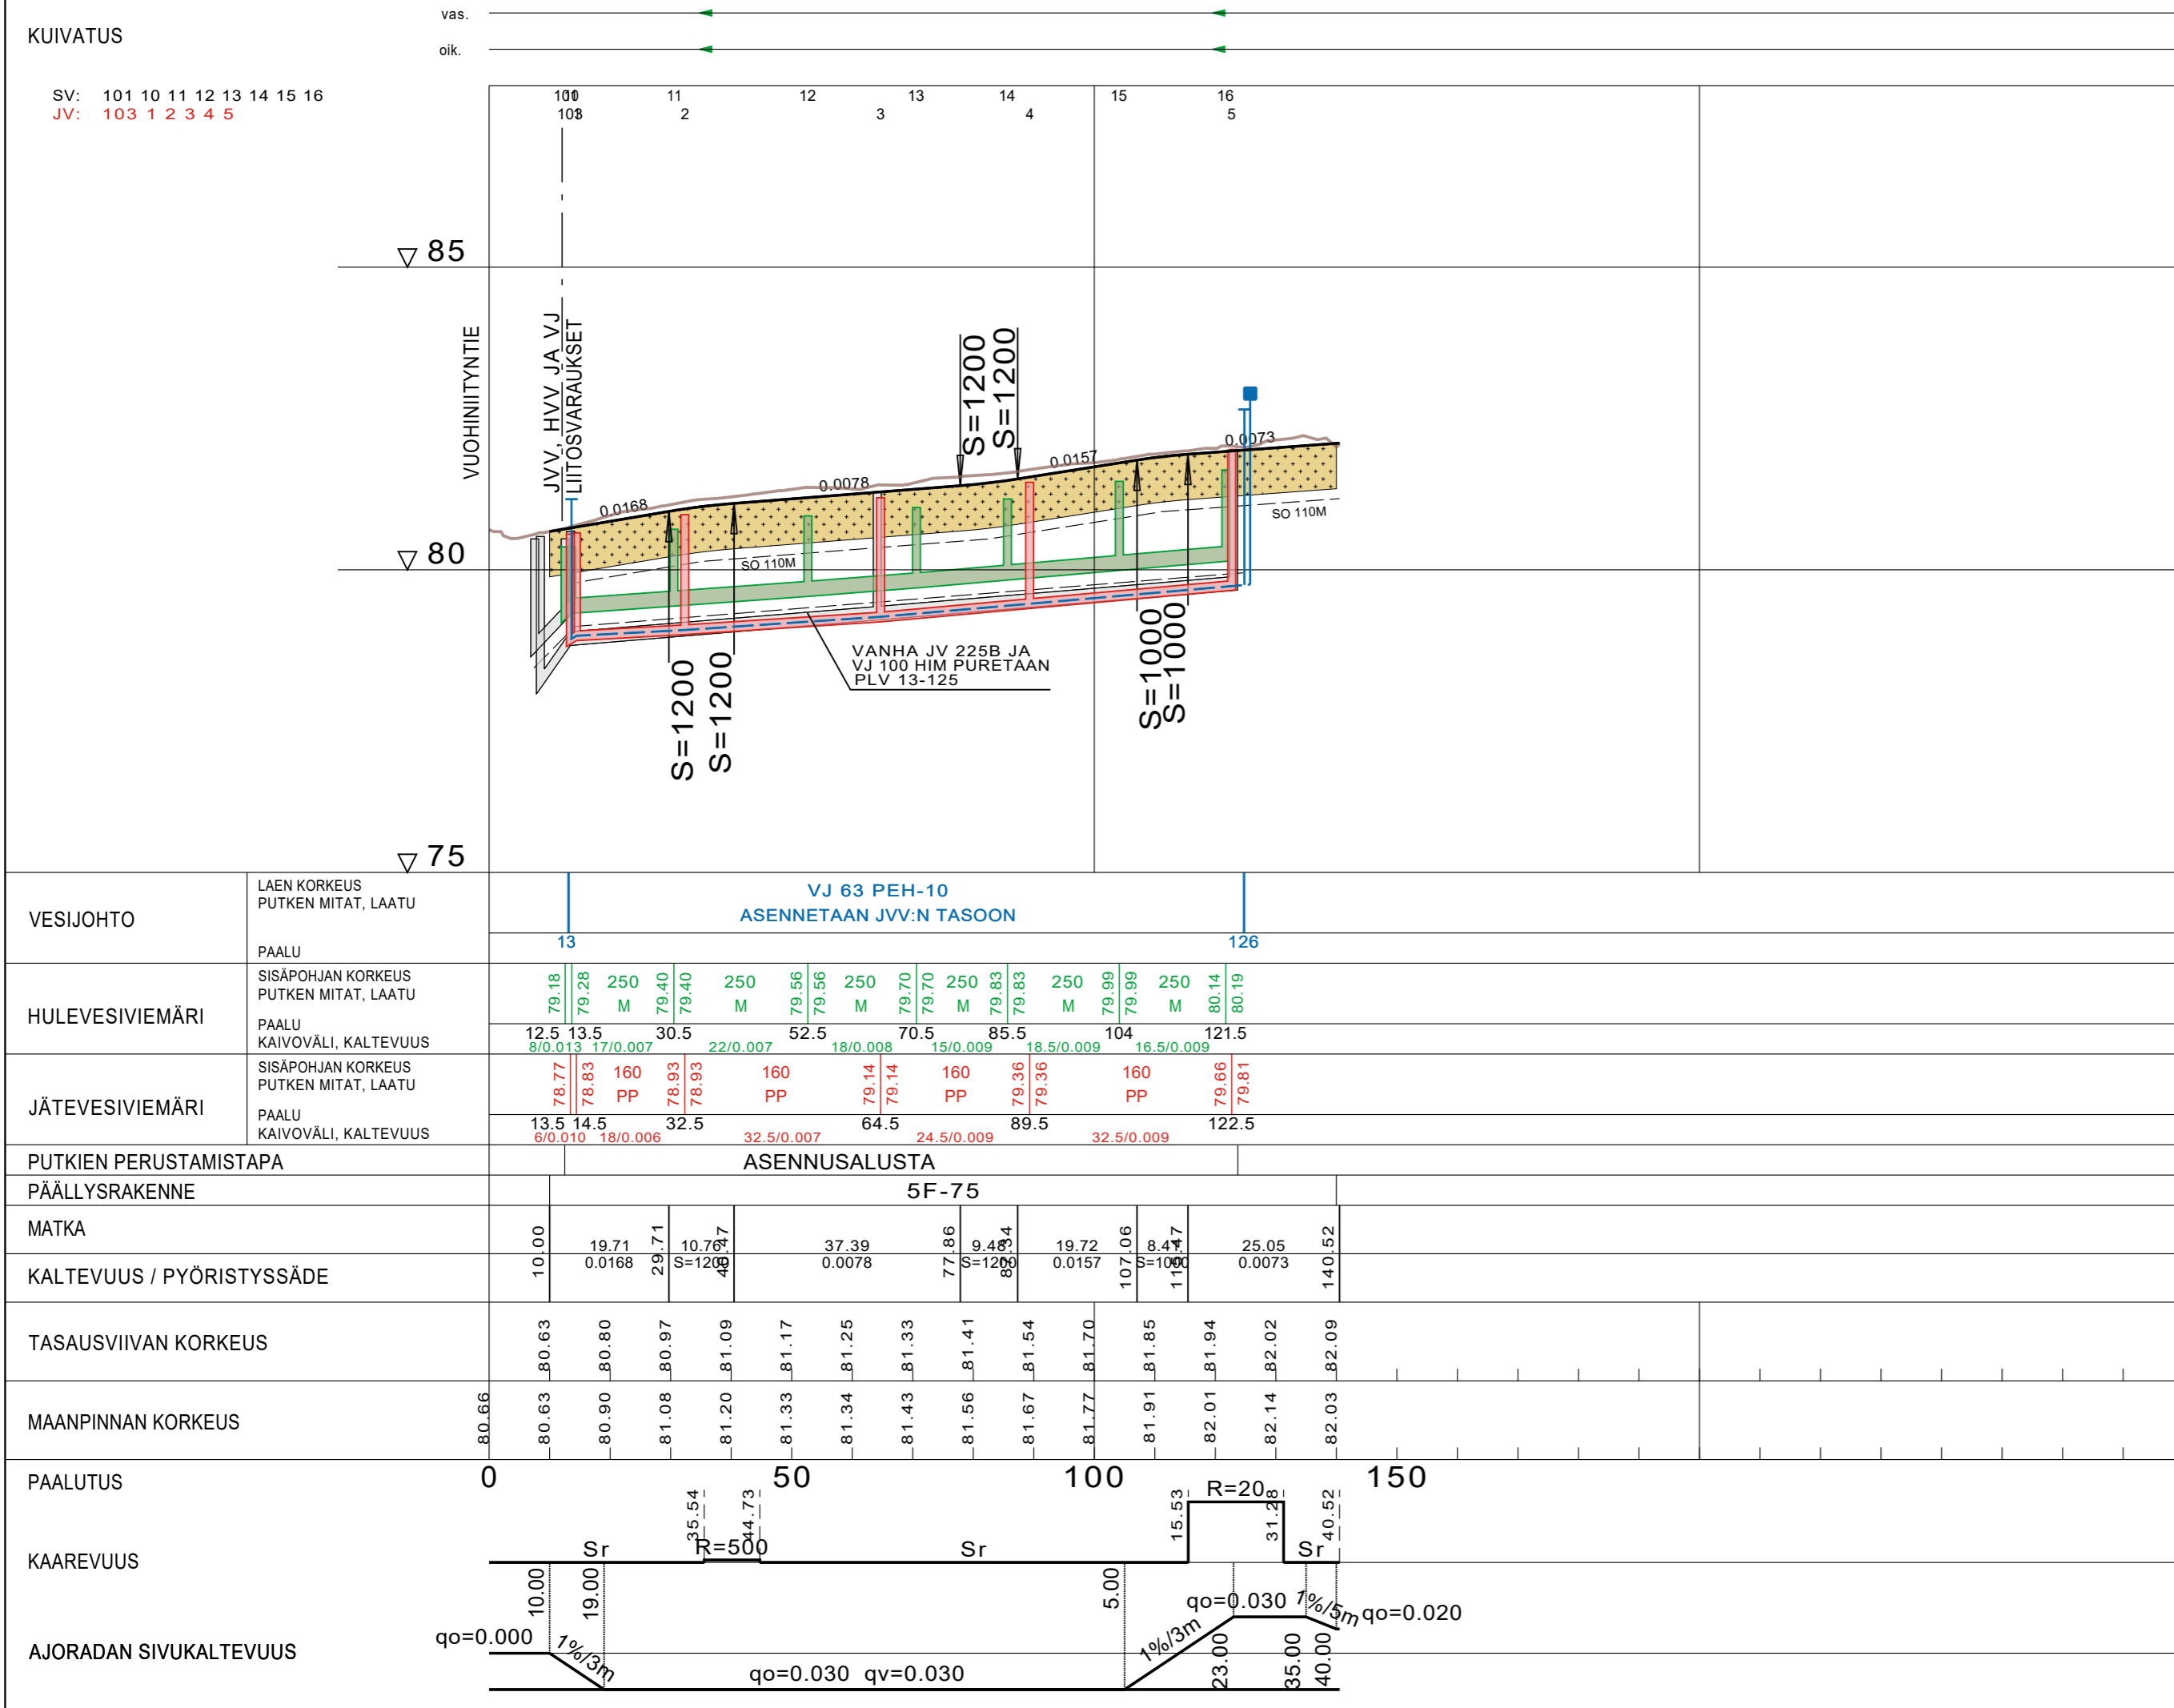 KUIVATUS
vas.
oik.
SV: 101 10 11 12 13 14 15 16
JV: 103 1 2 3 4 5
101 10 11 12 13 14 15 16
103 1 2 3 4 5
85
80
75
VUOHINIITYNTIE
JVV, HVV JA VJ
LIITOSVARAUKSET
0.0168
0.0078
0.0157
0.0073
S=1200
S=1200
S=1200
S=1200
S=1000
S=1000
SO 110M
SO 110M
VANHA JV 225B JA
VJ 100 HIM PURETAAN
PLV 13-125
VESIJOHTO
LAEN KORKEUS
PUTKEN MITAT, LAATU
PAALU
VJ 63 PEH-10
ASENNETAAN JVV:N TASOON
13 126
HULEVESIVIEMÄRI
SISÄPOHJAN KORKEUS
PUTKEN MITAT, LAATU
PAALU
KAIVOVÄLI, KALTEVUUS
79.18 79.28 79.40 79.40 79.56 79.56 79.70 79.70 79.83 79.83 79.99 79.99 80.14 80.19
250 250 250 250 250 250
M M M M M M
12.5 13.5 30.5 52.5 70.5 85.5 104 121.5
8/0.013 17/0.007 22/0.007 18/0.008 15/0.009 18.5/0.009 16.5/0.009
JÄTEVESIVIEMÄRI
SISÄPOHJAN KORKEUS
PUTKEN MITAT, LAATU
PAALU
KAIVOVÄLI, KALTEVUUS
78.77 78.83 78.93 78.93 79.14 79.14 79.36 79.36 79.66 79.81
160 160 160 160
PP PP PP PP
13.5 14.5 32.5 64.5 89.5 122.5
6/0.010 18/0.006 32.5/0.007 24.5/0.009 32.5/0.009
PUTKIEN PERUSTAMISTAPA
ASENNUSALUSTA
PÄÄLLYSRAKENNE
5F-75
MATKA
KALTEVUUS / PYÖRISTYSSÄDE
10.00 29.71 40.47 77.86 87.34 107.06 115.47 140.52
19.71 10.76 37.39 9.48 19.72 8.41 25.05
0.0168 S=1200 0.0078 S=1200 0.0157 S=1000 0.0073
TASAUSVIIVAN KORKEUS
80.63 80.80 80.97 81.09 81.17 81.25 81.33 81.41 81.54 81.70 81.85 81.94 82.02 82.09
MAANPINNAN KORKEUS
80.66 80.63 80.90 81.08 81.20 81.33 81.34 81.43 81.56 81.67 81.77 81.91 82.01 82.14 82.03
PAALUTUS
0 50 100 150
KAAREVUUS
35.54 44.73 15.53 31.28 40.52
Sr R=500 Sr R=20 Sr
10.00 19.00 5.00 23.00 35.00 40.00
AJORADAN SIVUKALTEVUUS
qo=0.000 1%/3m qo=0.030 qv=0.030 1%/3m qo=0.030 1%/5m qo=0.020